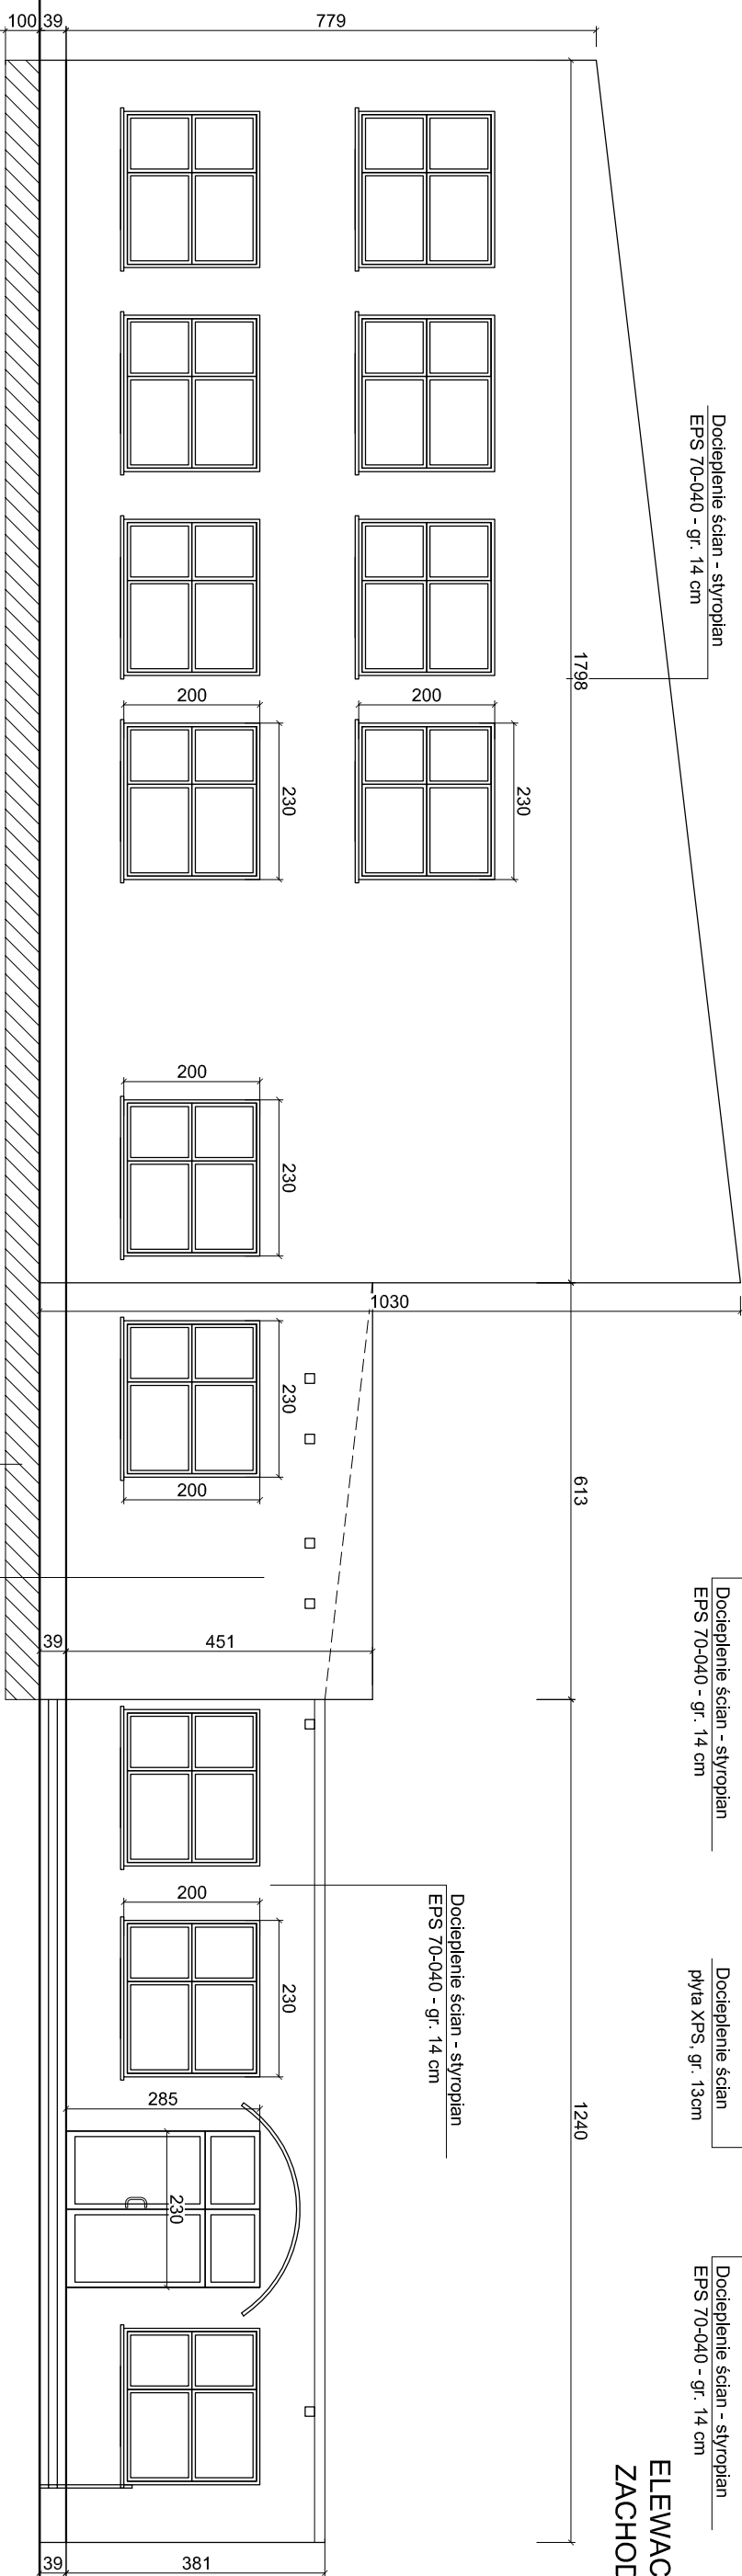 100
39
779
Docieplenie ścian - styropian
EPS 70-040 - gr. 14 cm
1798
200
200
230
230
200
230
1030
230
200
613
39
451
Docieplenie ścian - styropian
EPS 70-040 - gr. 14 cm
Docieplenie ścian - styropian
EPS 70-040 - gr. 14 cm
200
230
Docieplenie ścian
płyta XPS, gr. 13cm
285
230
1240
Docieplenie ścian - styropian
EPS 70-040 - gr. 14 cm
ELEWAC
ZACHOD
39
381